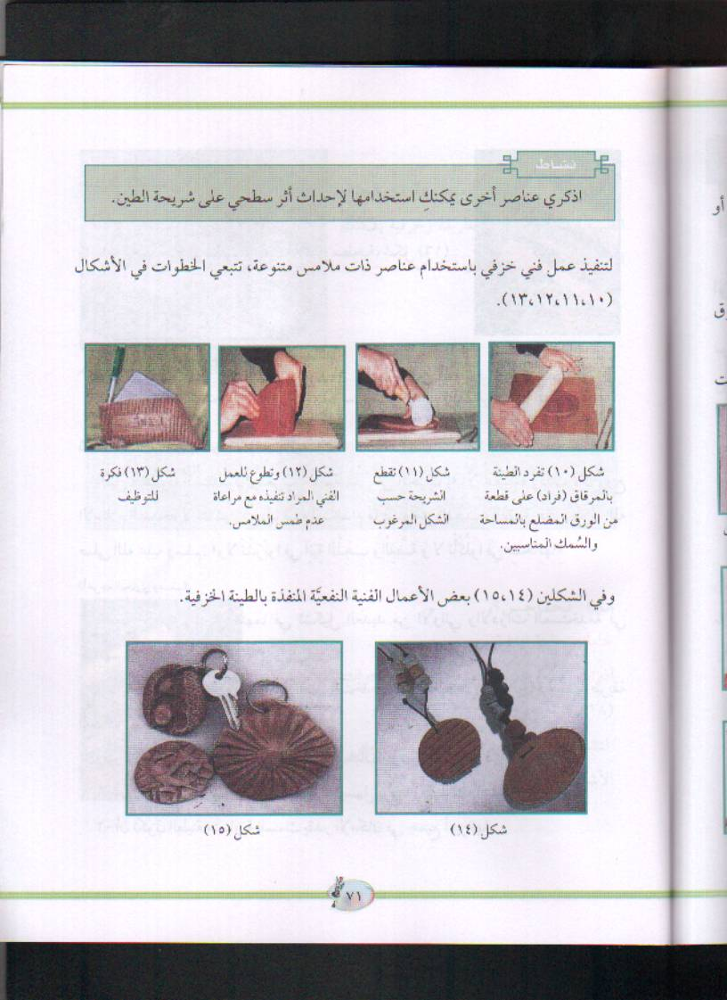 نشاط
اذكري عناصر أخرى يمكنكِ استخدامها لإحداث أثر سطحي على شريحة الطين.
لتنفيذ عمل فني خزفي باستخدام عناصر ذات ملامس متنوعة، تتبعي الخطوات في الأشكال
(١٠،١١،١٢،١٣).
شكل (١٠) تفرد الطينة
بالمرقاق (فراد) على قطعة
من الورق المضلع بالمساحة
والسُمك المناسبين.
شكل (١١) تقطع
الشريحة حسب
الشكل المرغوب
شكل (١٢) وتطوع للعمل
الفني المراد تنفيذه مع مراعاة
عدم طمس الملامس.
شكل (١٣) فكرة
للتوظيف
وفي الشكلين (١٤،١٥) بعض الأعمال الفنية النفعيَّة المنفذة بالطينة الخزفية.
شكل (١٤)
شكل (١٥)
٧١
أو